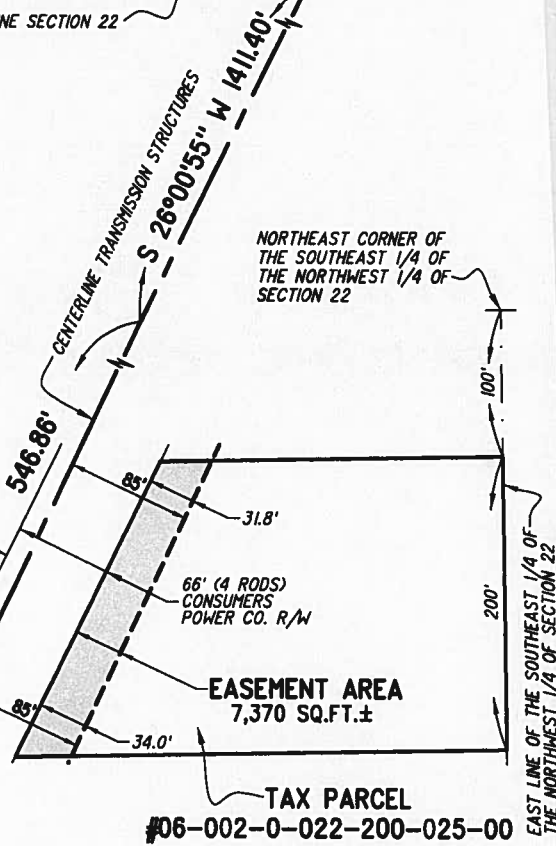 NE SECTION 22
CENTERLINE TRANSMISSION STRUCTURES
S 26°00'55" W 1411.40'
NORTHEAST CORNER OF
THE SOUTHEAST 1/4 OF
THE NORTHWEST 1/4 OF
SECTION 22
100'
546.86'
85'
31.8'
66' (4 RODS)
CONSUMERS
POWER CO. R/W
200'
EAST LINE OF THE SOUTHEAST 1/4 OF
THE NORTHWEST 1/4 OF SECTION 22
EASEMENT AREA
7,370 SQ.FT.±
85'
34.0'
TAX PARCEL
#06-002-0-022-200-025-00